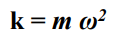 k = m ω²